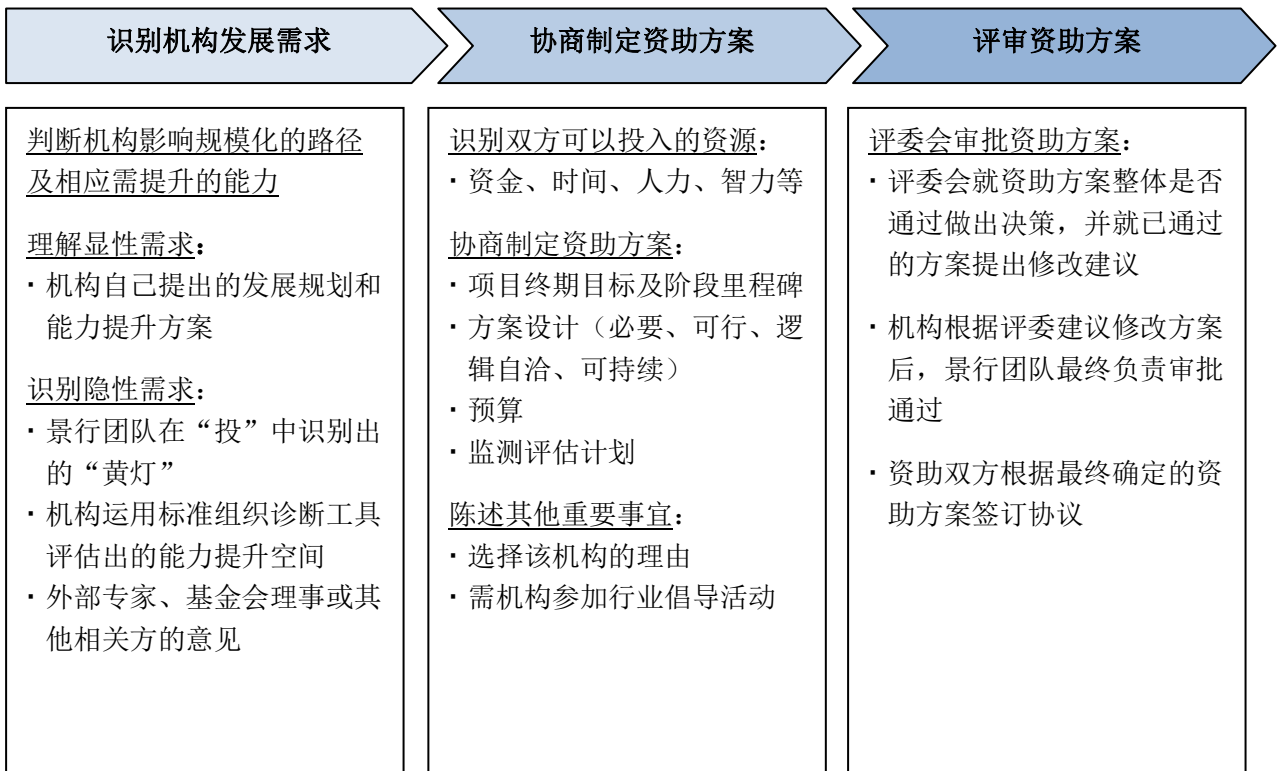 识别机构发展需求
协商制定资助方案
评审资助方案
判断机构影响规模化的路径
及相应需提升的能力
理解显性需求：
·机构自己提出的发展规划和
能力提升方案
识别隐性需求：
·景行团队在“投”中识别出
的“黄灯”
·机构运用标准组织诊断工具
评估出的能力提升空间
·外部专家、基金会理事或其
他相关方的意见
识别双方可以投入的资源：
·资金、时间、人力、智力等
协商制定资助方案：
·项目终期目标及阶段里程碑
·方案设计（必要、可行、逻
辑自洽、可持续）
·预算
·监测评估计划
陈述其他重要事宜：
·选择该机构的理由
·需机构参加行业倡导活动
评委会审批资助方案：
·评委会就资助方案整体是否
通过做出决策，并就已通过
的方案提出修改建议
·机构根据评委建议修改方案
后，景行团队最终负责审批
通过
·资助双方根据最终确定的资
助方案签订协议